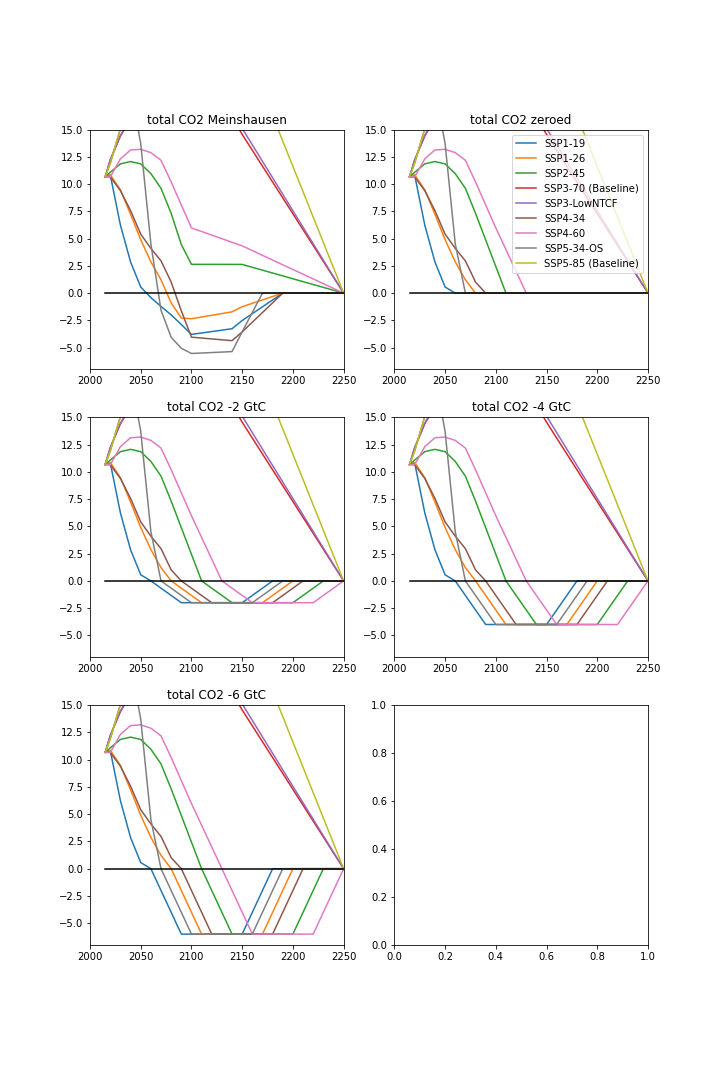 total CO2 Meinshausen
15.0
12.5
10.0
7.5
5.0
2.5
0.0
−2.5
−5.0
2000 2050 2100 2150 2200 2250
total CO2 zeroed
15.0
12.5
10.0
7.5
5.0
2.5
0.0
−2.5
−5.0
2000 2050 2100 2150 2200 2250
SSP1-19
SSP1-26
SSP2-45
SSP3-70 (Baseline)
SSP3-LowNTCF
SSP4-34
SSP4-60
SSP5-34-OS
SSP5-85 (Baseline)
total CO2 -2 GtC
15.0
12.5
10.0
7.5
5.0
2.5
0.0
−2.5
−5.0
2000 2050 2100 2150 2200 2250
total CO2 -4 GtC
15.0
12.5
10.0
7.5
5.0
2.5
0.0
−2.5
−5.0
2000 2050 2100 2150 2200 2250
total CO2 -6 GtC
15.0
12.5
10.0
7.5
5.0
2.5
0.0
−2.5
−5.0
2000 2050 2100 2150 2200 2250
1.0
0.8
0.6
0.4
0.2
0.0
0.0 0.2 0.4 0.6 0.8 1.0